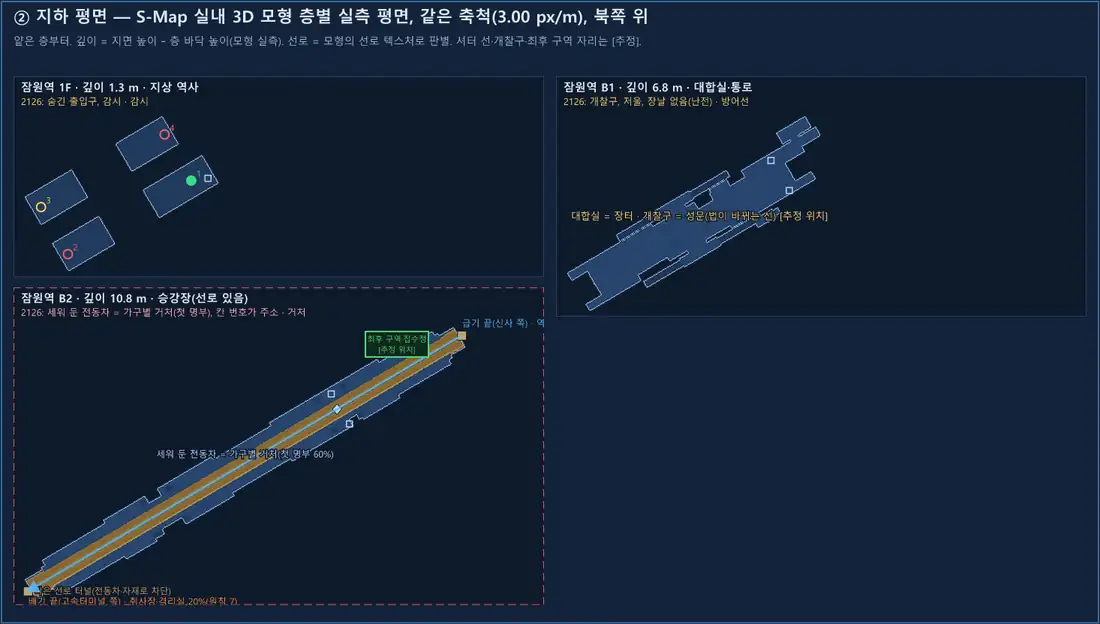 ② 지하 평면 — S-Map 실내 3D 모형 층별 실측 평면, 같은 축척(3.00 px/m), 북쪽 위
얕은 층부터. 깊이 = 지면 높이 - 층 바닥 높이(모형 실측). 선로 = 모형의 선로 텍스처로 판별. 셔터 선·개찰구·최후 구역 자리는 [추정].
잠원역 1F · 깊이 1.3 m · 지상 역사
2126: 숨긴 출입구, 감시 · 감시
4
1
3
2
잠원역 B1 · 깊이 6.8 m · 대합실·통로
2126: 개찰구, 저울, 장날 없음(난전) · 방어선
대합실 = 장터 · 개찰구 = 성문(법이 바뀌는 선) [추정 위치]
잠원역 B2 · 깊이 10.8 m · 승강장(선로 있음)
2126: 세워 둔 전동차 = 가구별 거처(첫 명부), 칸 번호가 주소 · 거처
급기 끝(신사 쪽) · 역
최후 구역·집수정
[추정 위치]
세워 둔 전동차 = 가구별 거처(첫 명부 60%)
선로 터널(전동차·자재로 차단)
배기 끝(고속터미널 쪽) · 취사장·격리실 20%(원칙 7)